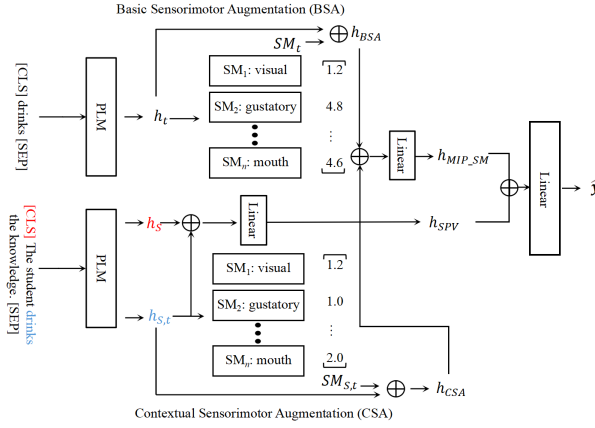 Basic Sensorimotor Augmentation (BSA)
[CLS] drinks [SEP]
PLM
h_t
SM_t
⊕ h_BSA
SM_1: visual
1.2
SM_2: gustatory
4.8
⋮
SM_n: mouth
4.6
Linear
h_MIP_SM
Linear
ŷ
[CLS] The student drinks
the knowledge. [SEP]
PLM
h_S
Linear
h_SPV
h_S,t
SM_1: visual
1.2
SM_2: gustatory
1.0
⋮
SM_n: mouth
2.0
SM_S,t
h_CSA
Contextual Sensorimotor Augmentation (CSA)